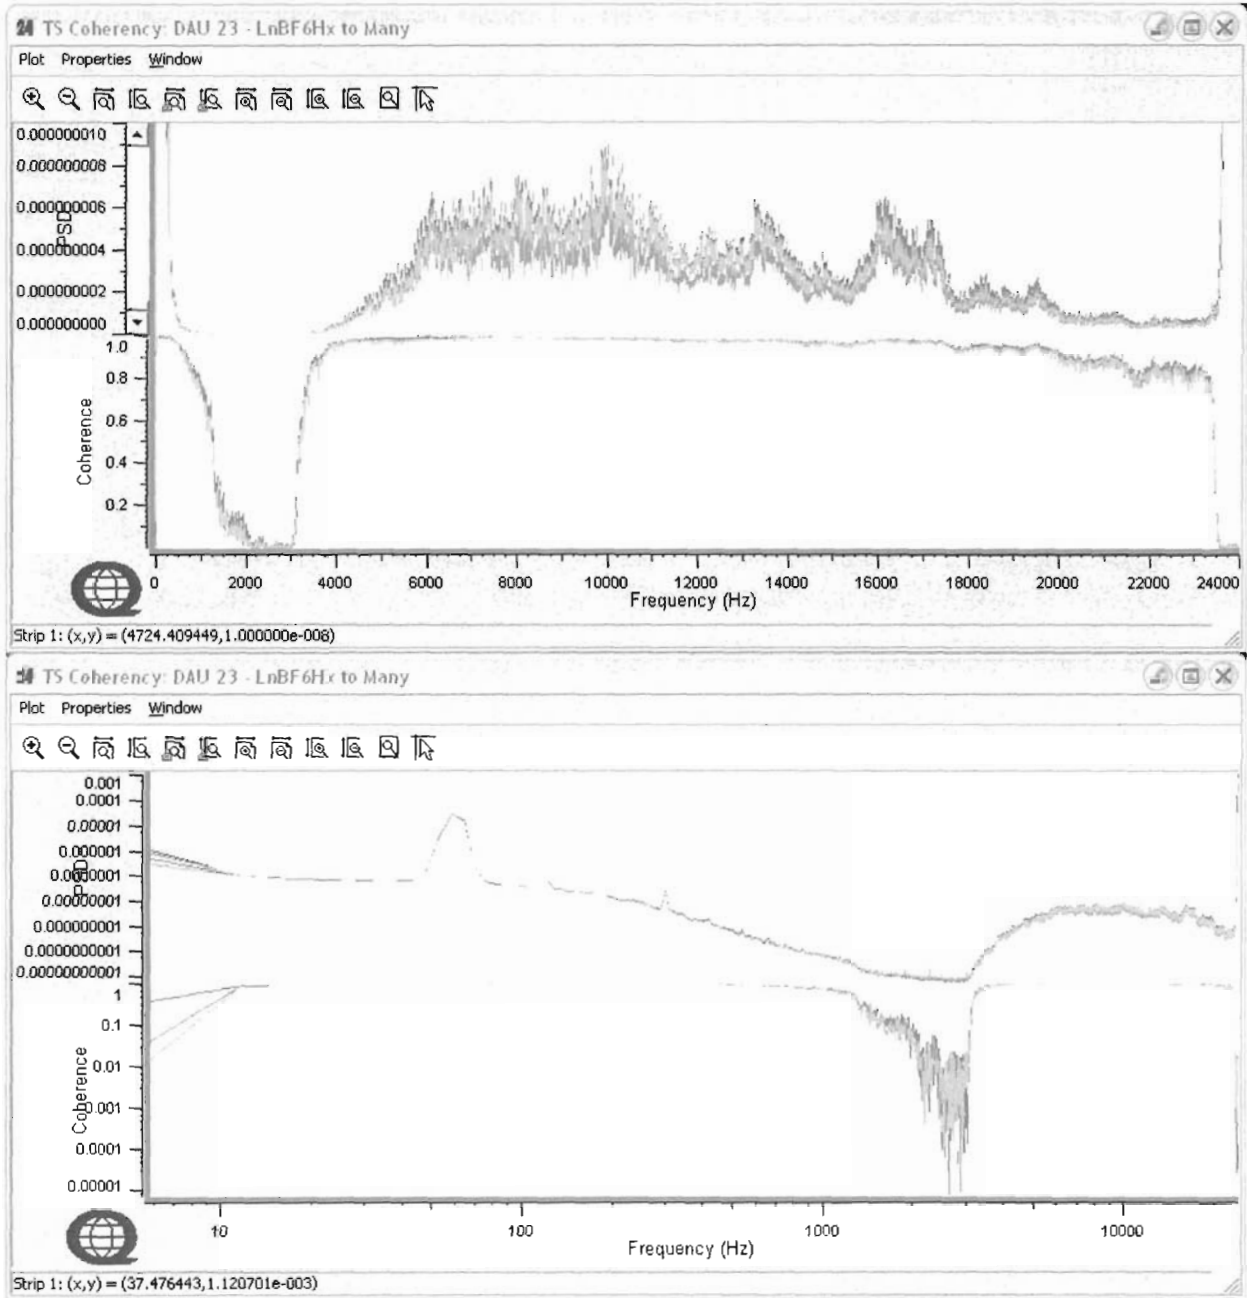 TS Coherency: DAU 23 - LnBF6Hx to Many
Plot Properties Window
0.000000010
0.000000008
0.000000006
0.000000004
0.000000002
0.000000000
PSD
1.0
0.8
0.6
0.4
0.2
Coherence
0 2000 4000 6000 8000 10000 12000 14000 16000 18000 20000 22000 24000
Frequency (Hz)
Strip 1: (x,y) = (4724.409449,1.000000e-008)
TS Coherency: DAU 23 - LnBF6Hx to Many
Plot Properties Window
0.001
0.0001
0.00001
0.000001
0.0000001
0.00000001
0.000000001
0.0000000001
0.00000000001
PSD
1
0.1
0.01
0.001
0.0001
0.00001
Coherence
10 100 1000 10000
Frequency (Hz)
Strip 1: (x,y) = (37.476443,1.120701e-003)